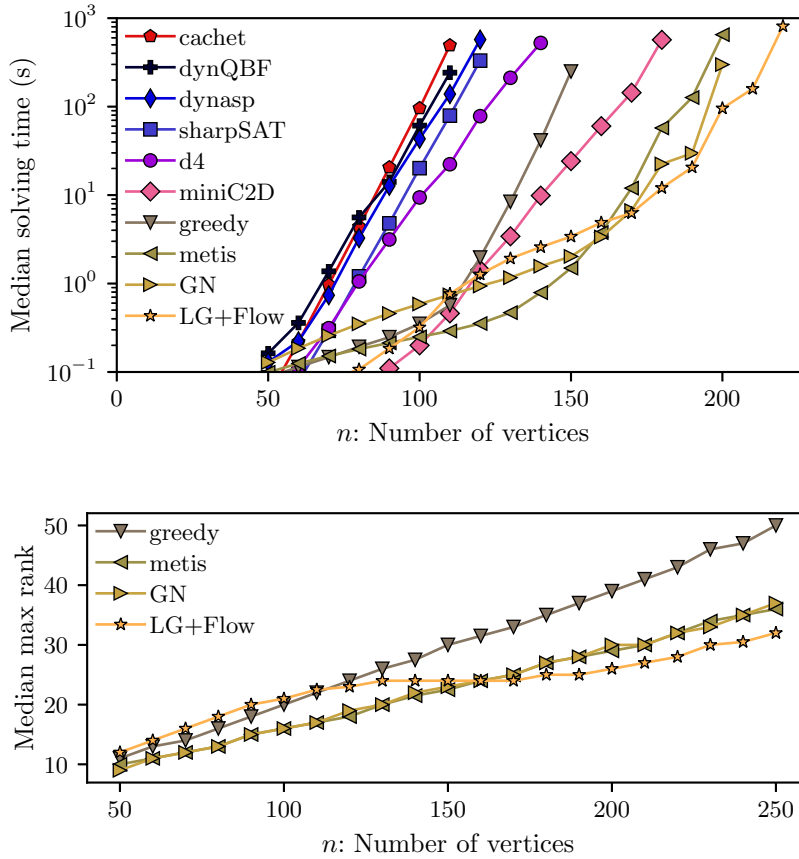 10³
10²
10¹
10⁰
10⁻¹
Median solving time (s)
cachet
dynQBF
dynasp
sharpSAT
d4
miniC2D
greedy
metis
GN
LG+Flow
0 50 100 150 200
n: Number of vertices
50
40
30
20
10
Median max rank
greedy
metis
GN
LG+Flow
50 100 150 200 250
n: Number of vertices